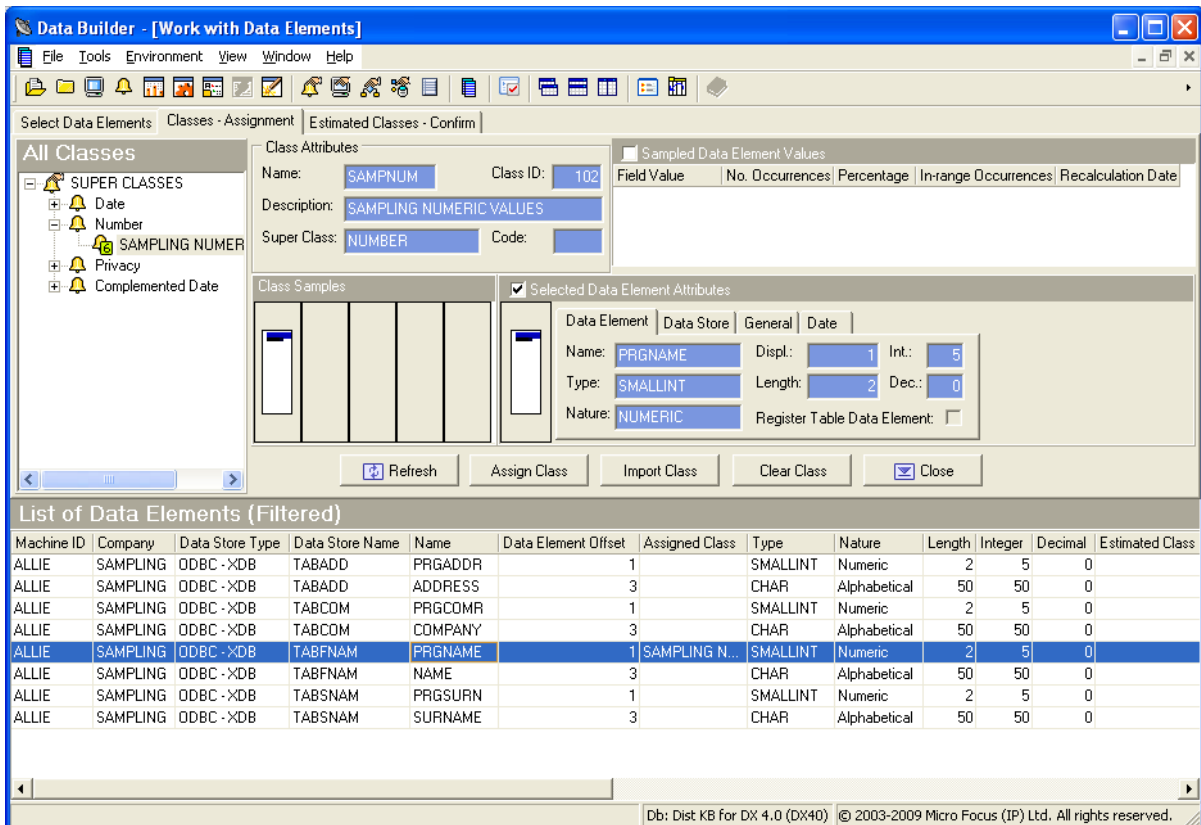 Data Builder - [Work with Data Elements]
File Tools Environment View Window Help
Select Data Elements Classes - Assignment Estimated Classes - Confirm
All Classes
SUPER CLASSES
Date
Number
SAMPLING NUMER
Privacy
Complemented Date
Class Attributes
Name: SAMPNUM Class ID: 102
Description: SAMPLING NUMERIC VALUES
Super Class: NUMBER Code:
Sampled Data Element Values
Field Value No. Occurrences Percentage In-range Occurrences Recalculation Date
Class Samples
Selected Data Element Attributes
Data Element Data Store General Date
Name: PRGNAME Displ.: 1 Int.: 5
Type: SMALLINT Length: 2 Dec.: 0
Nature: NUMERIC Register Table Data Element:
Refresh Assign Class Import Class Clear Class Close
List of Data Elements (Filtered)
Machine ID Company Data Store Type Data Store Name Name Data Element Offset Assigned Class Type Nature Length Integer Decimal Estimated Class
ALLIE SAMPLING ODBC - XDB TABADD PRGADDR 1 SMALLINT Numeric 2 5 0
ALLIE SAMPLING ODBC - XDB TABADD ADDRESS 3 CHAR Alphabetical 50 50 0
ALLIE SAMPLING ODBC - XDB TABCOM PRGCOMR 1 SMALLINT Numeric 2 5 0
ALLIE SAMPLING ODBC - XDB TABCOM COMPANY 3 CHAR Alphabetical 50 50 0
ALLIE SAMPLING ODBC - XDB TABFNAM PRGNAME 1 SAMPLING N... SMALLINT Numeric 2 5 0
ALLIE SAMPLING ODBC - XDB TABFNAM NAME 3 CHAR Alphabetical 50 50 0
ALLIE SAMPLING ODBC - XDB TABSNAM PRGSURN 1 SMALLINT Numeric 2 5 0
ALLIE SAMPLING ODBC - XDB TABSNAM SURNAME 3 CHAR Alphabetical 50 50 0
Db: Dist KB for DX 4.0 (DX40) © 2003-2009 Micro Focus (IP) Ltd. All rights reserved.